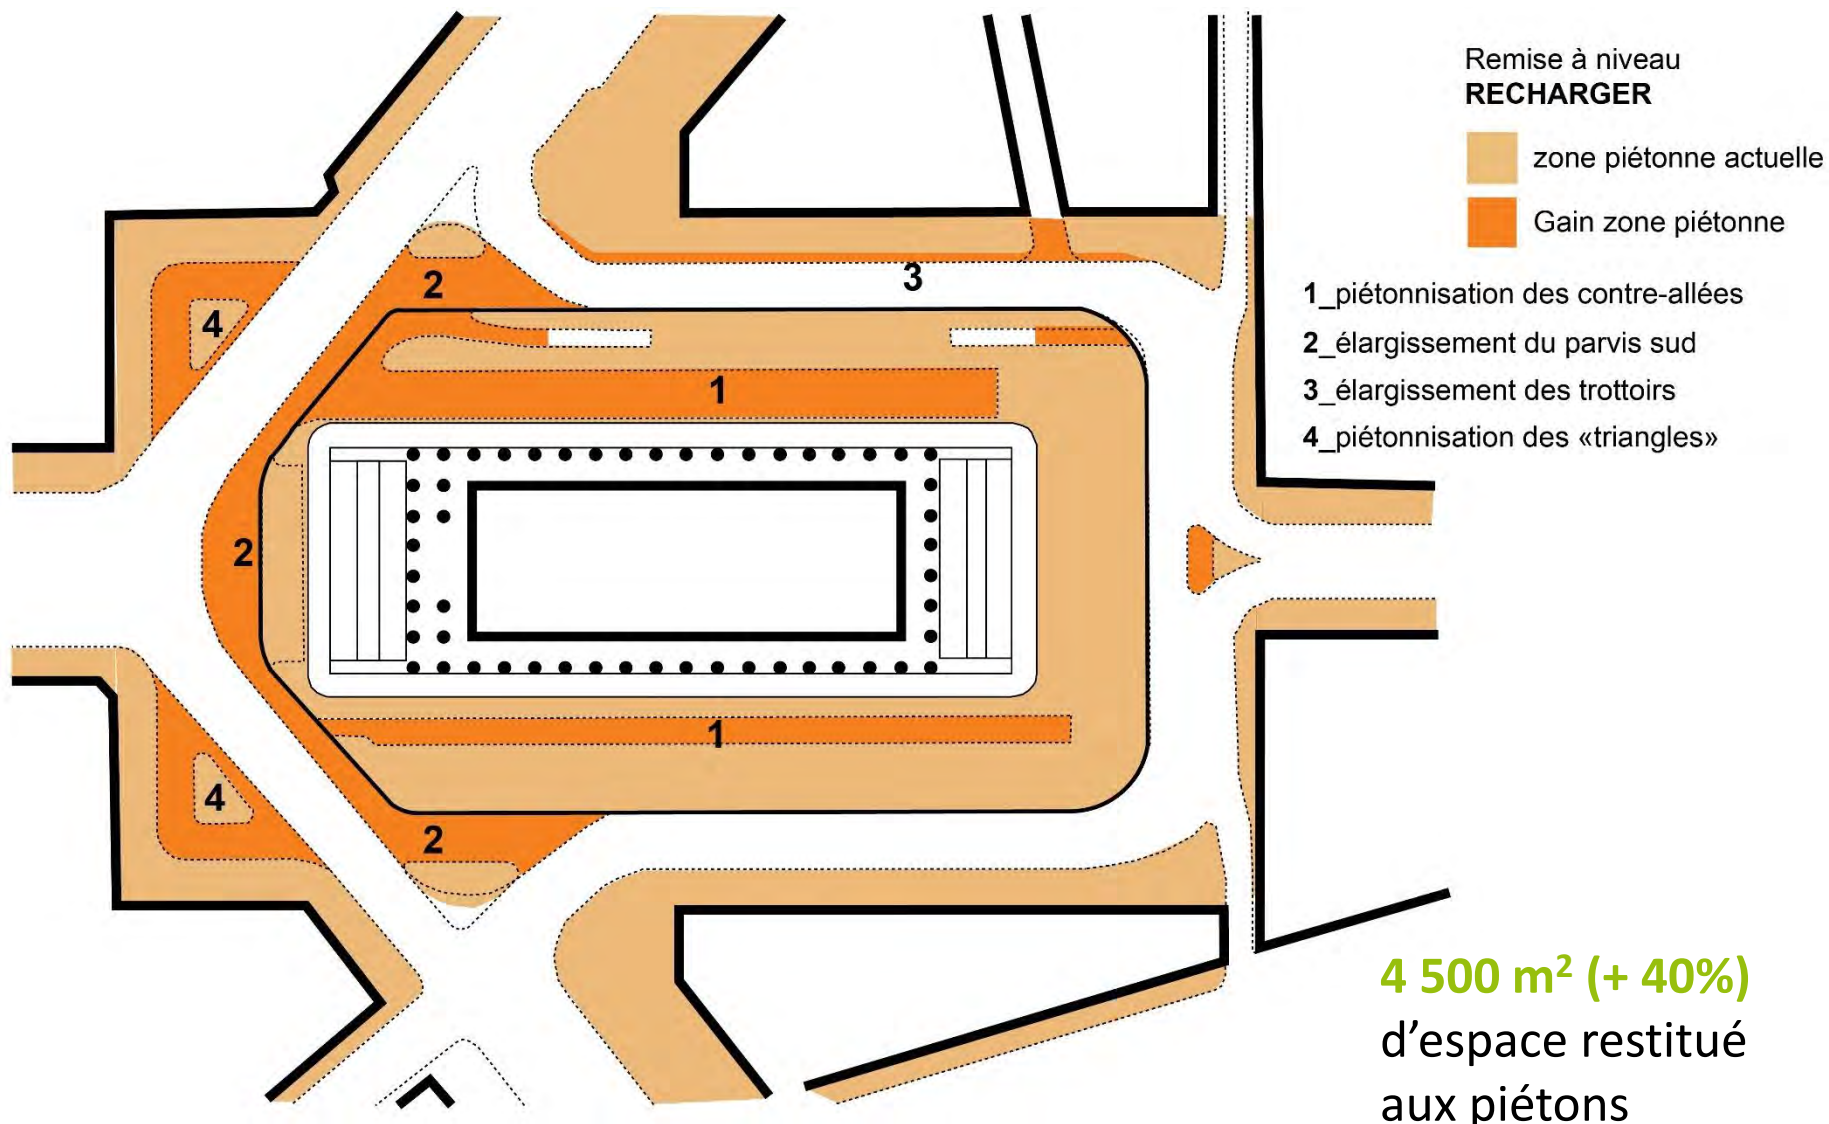 Remise à niveau
RECHARGER
zone piétonne actuelle
Gain zone piétonne
1_piétonnisation des contre-allées
2_élargissement du parvis sud
3_élargissement des trottoirs
4_piétonnisation des «triangles»
2
3
4
1
2
1
4
2
4 500 m² (+ 40%)
d’espace restitué
aux piétons